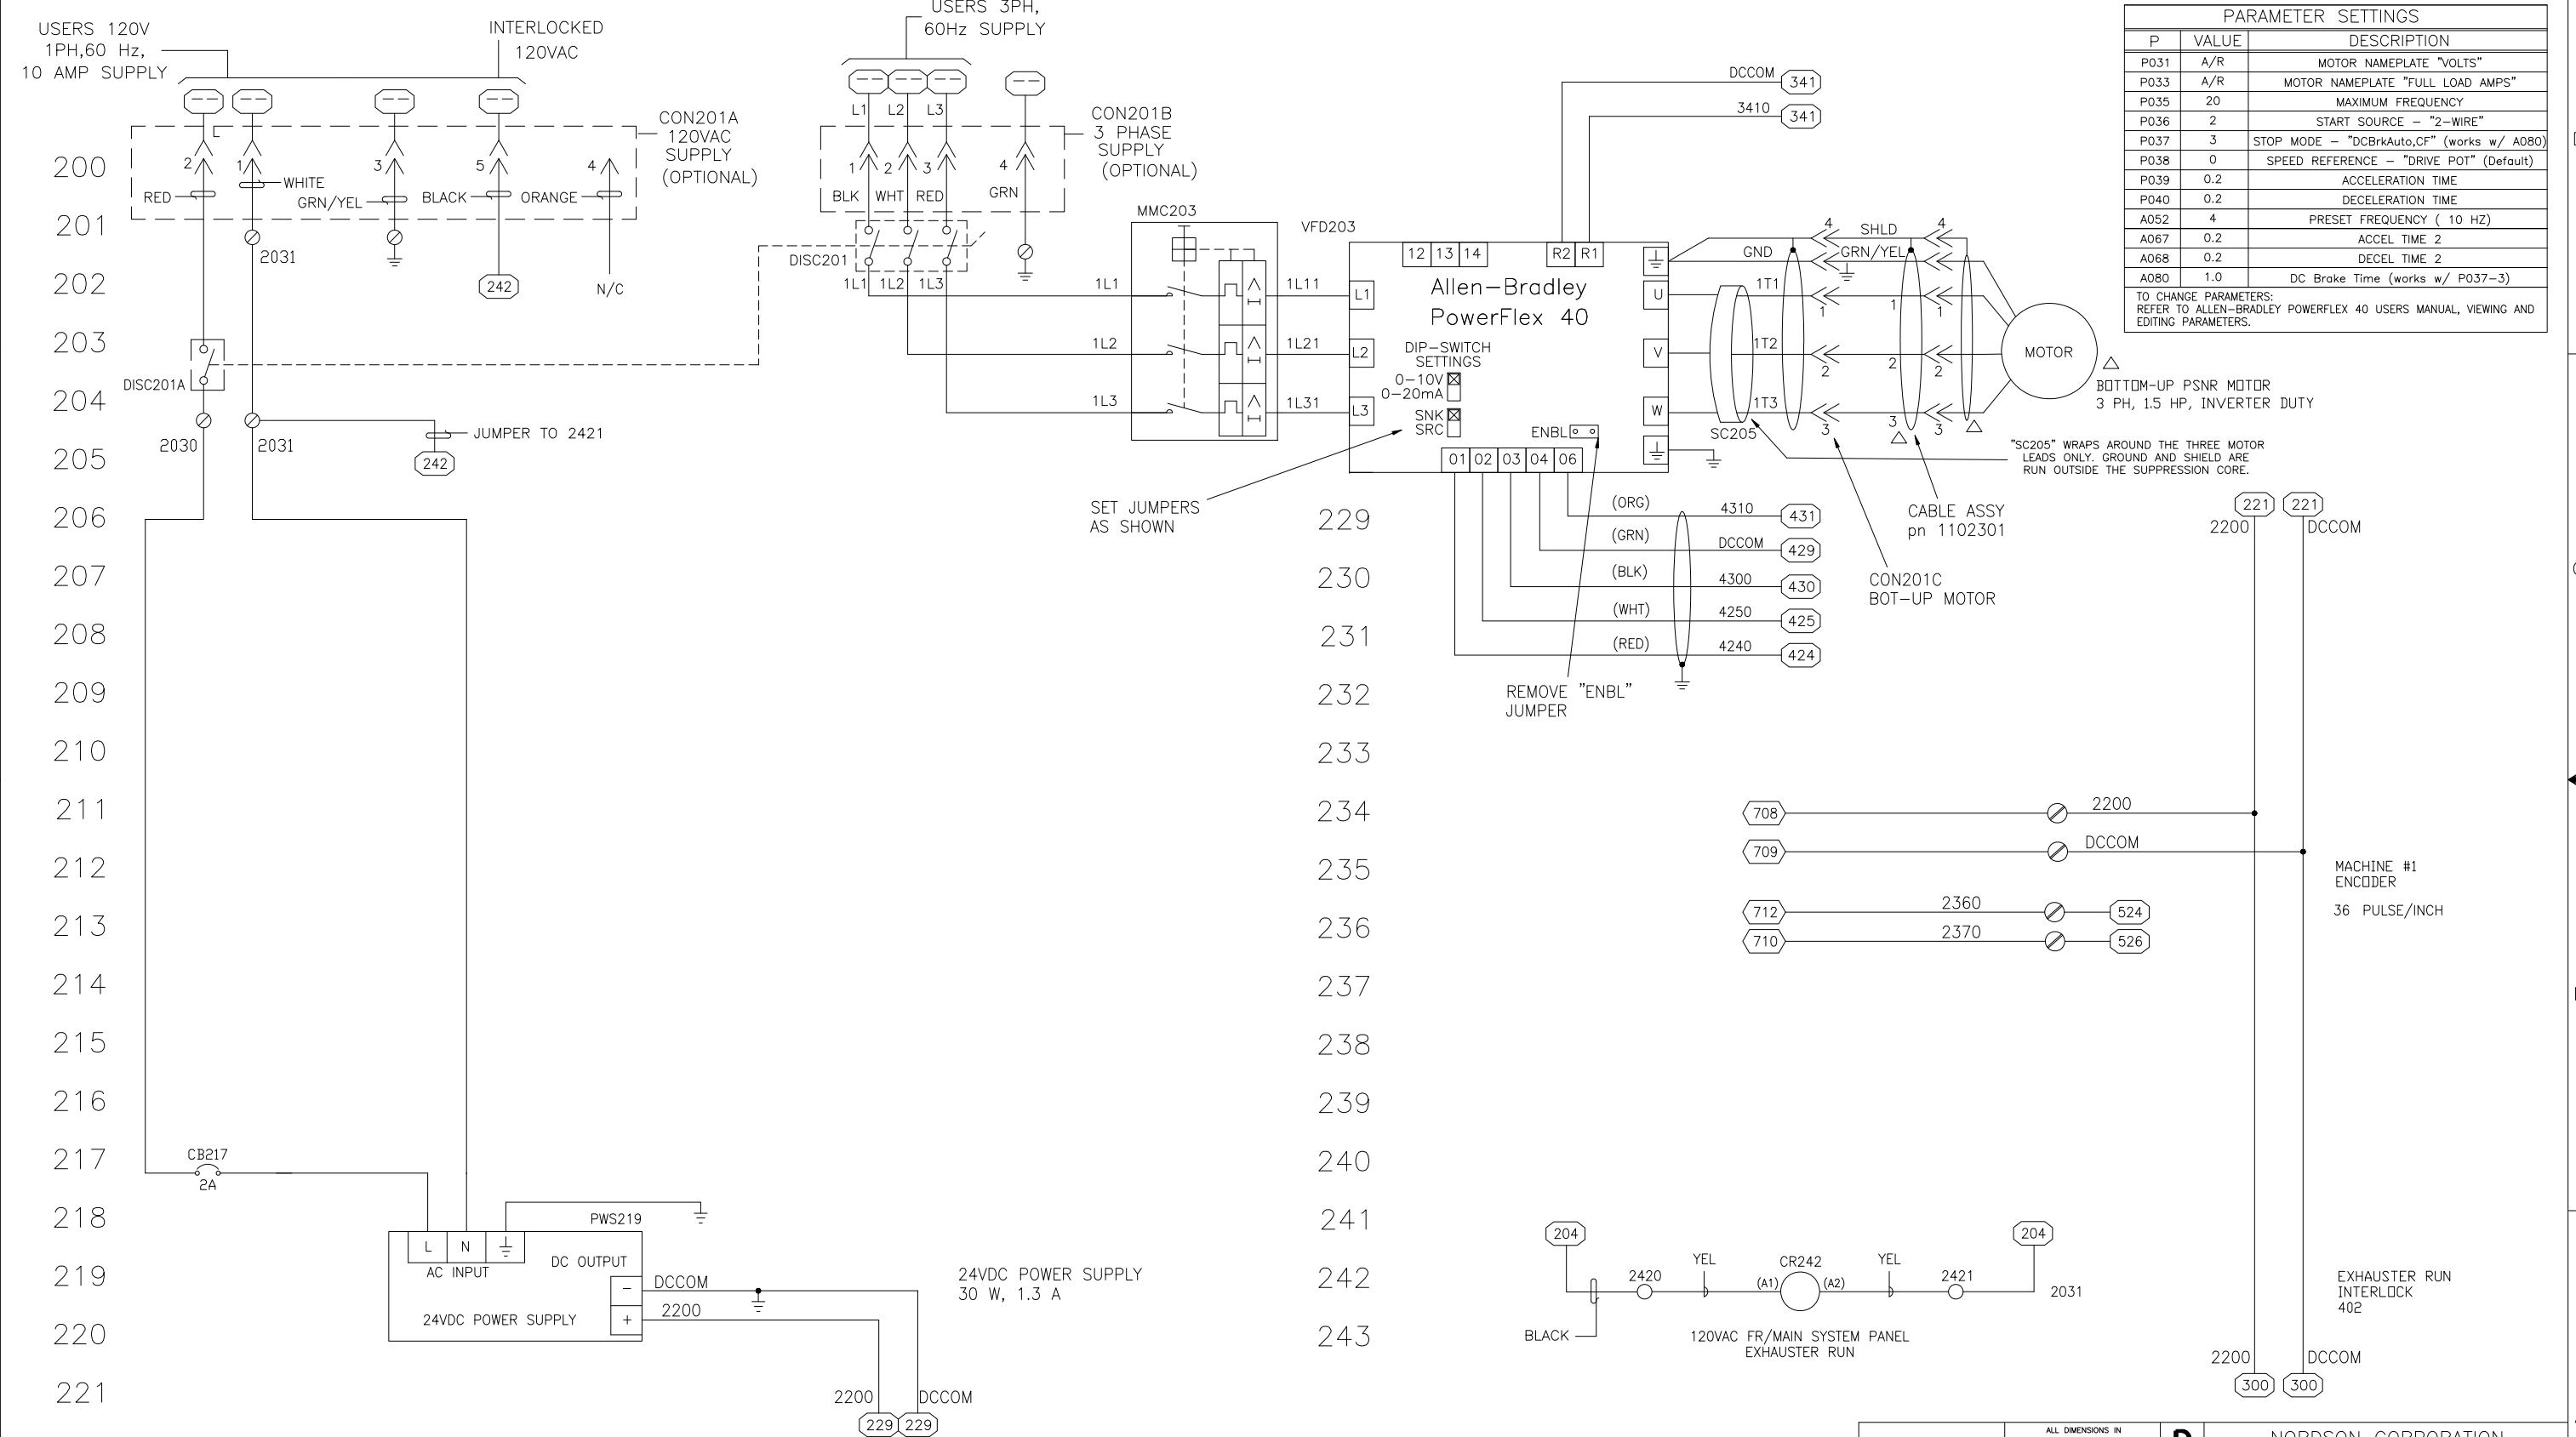 USERS 120V
1PH,60 Hz,
10 AMP SUPPLY
INTERLOCKED
120VAC
CON201A
120VAC
SUPPLY
(OPTIONAL)
2
1
3
5
4
RED
WHITE
GRN/YEL
BLACK
ORANGE
2031
242
N/C
DISC201A
2030
2031
JUMPER TO 2421
242
USERS 3PH,
60Hz SUPPLY
L1 L2 L3
CON201B
3 PHASE
SUPPLY
(OPTIONAL)
1 2 3 4
BLK WHT RED GRN
DISC201
1L1 1L2 1L3
MMC203
1L1 1L11
1L2 1L21
1L3 1L31
VFD203
12 13 14 R2 R1
Allen-Bradley
PowerFlex 40
L1
L2
L3
DIP-SWITCH
SETTINGS
0-10V
0-20mA
SNK
SRC
ENBL
U
V
W
01 02 03 04 06
SET JUMPERS
AS SHOWN
DCCOM 341
3410 341
GND
SHLD
GRN/YEL
4 4
1T1
1 1 1
1T2
2 2 2
1T3
3 3 3
SC205
MOTOR
BOTTOM-UP PSNR MOTOR
3 PH, 1.5 HP, INVERTER DUTY
"SC205" WRAPS AROUND THE THREE MOTOR
LEADS ONLY. GROUND AND SHIELD ARE
RUN OUTSIDE THE SUPPRESSION CORE.
CABLE ASSY
pn 1102301
CON201C
BOT-UP MOTOR
(ORG) 4310 431
(GRN) DCCOM 429
(BLK) 4300 430
(WHT) 4250 425
(RED) 4240 424
REMOVE "ENBL"
JUMPER
PARAMETER SETTINGS
P VALUE DESCRIPTION
P031 A/R MOTOR NAMEPLATE "VOLTS"
P033 A/R MOTOR NAMEPLATE "FULL LOAD AMPS"
P035 20 MAXIMUM FREQUENCY
P036 2 START SOURCE - "2-WIRE"
P037 3 STOP MODE - "DCBrkAuto,CF" (works w/ A080)
P038 0 SPEED REFERENCE - "DRIVE POT" (Default)
P039 0.2 ACCELERATION TIME
P040 0.2 DECELERATION TIME
A052 4 PRESET FREQUENCY ( 10 HZ)
A067 0.2 ACCEL TIME 2
A068 0.2 DECEL TIME 2
A080 1.0 DC Brake Time (works w/ P037-3)
TO CHANGE PARAMETERS:
REFER TO ALLEN-BRADLEY POWERFLEX 40 USERS MANUAL, VIEWING AND
EDITING PARAMETERS.
200
201
202
203
204
205
206
207
208
209
210
211
212
213
214
215
216
217
218
219
220
221
229
230
231
232
233
234
235
236
237
238
239
240
241
242
243
221 221
2200 DCCOM
708 2200
709 DCCOM
712 2360 524
710 2370 526
MACHINE #1
ENCODER
36 PULSE/INCH
CB217
2A
PWS219
L N
AC INPUT
DC OUTPUT
- DCCOM
+ 2200
24VDC POWER SUPPLY
24VDC POWER SUPPLY
30 W, 1.3 A
2200 DCCOM
229 229
204 204
2420 YEL CR242 YEL 2421
(A1) (A2)
2031
BLACK
120VAC FR/MAIN SYSTEM PANEL
EXHAUSTER RUN
EXHAUSTER RUN
INTERLOCK
402
2200 DCCOM
300 300
ALL DIMENSIONS IN
NORDSON CORPORATION